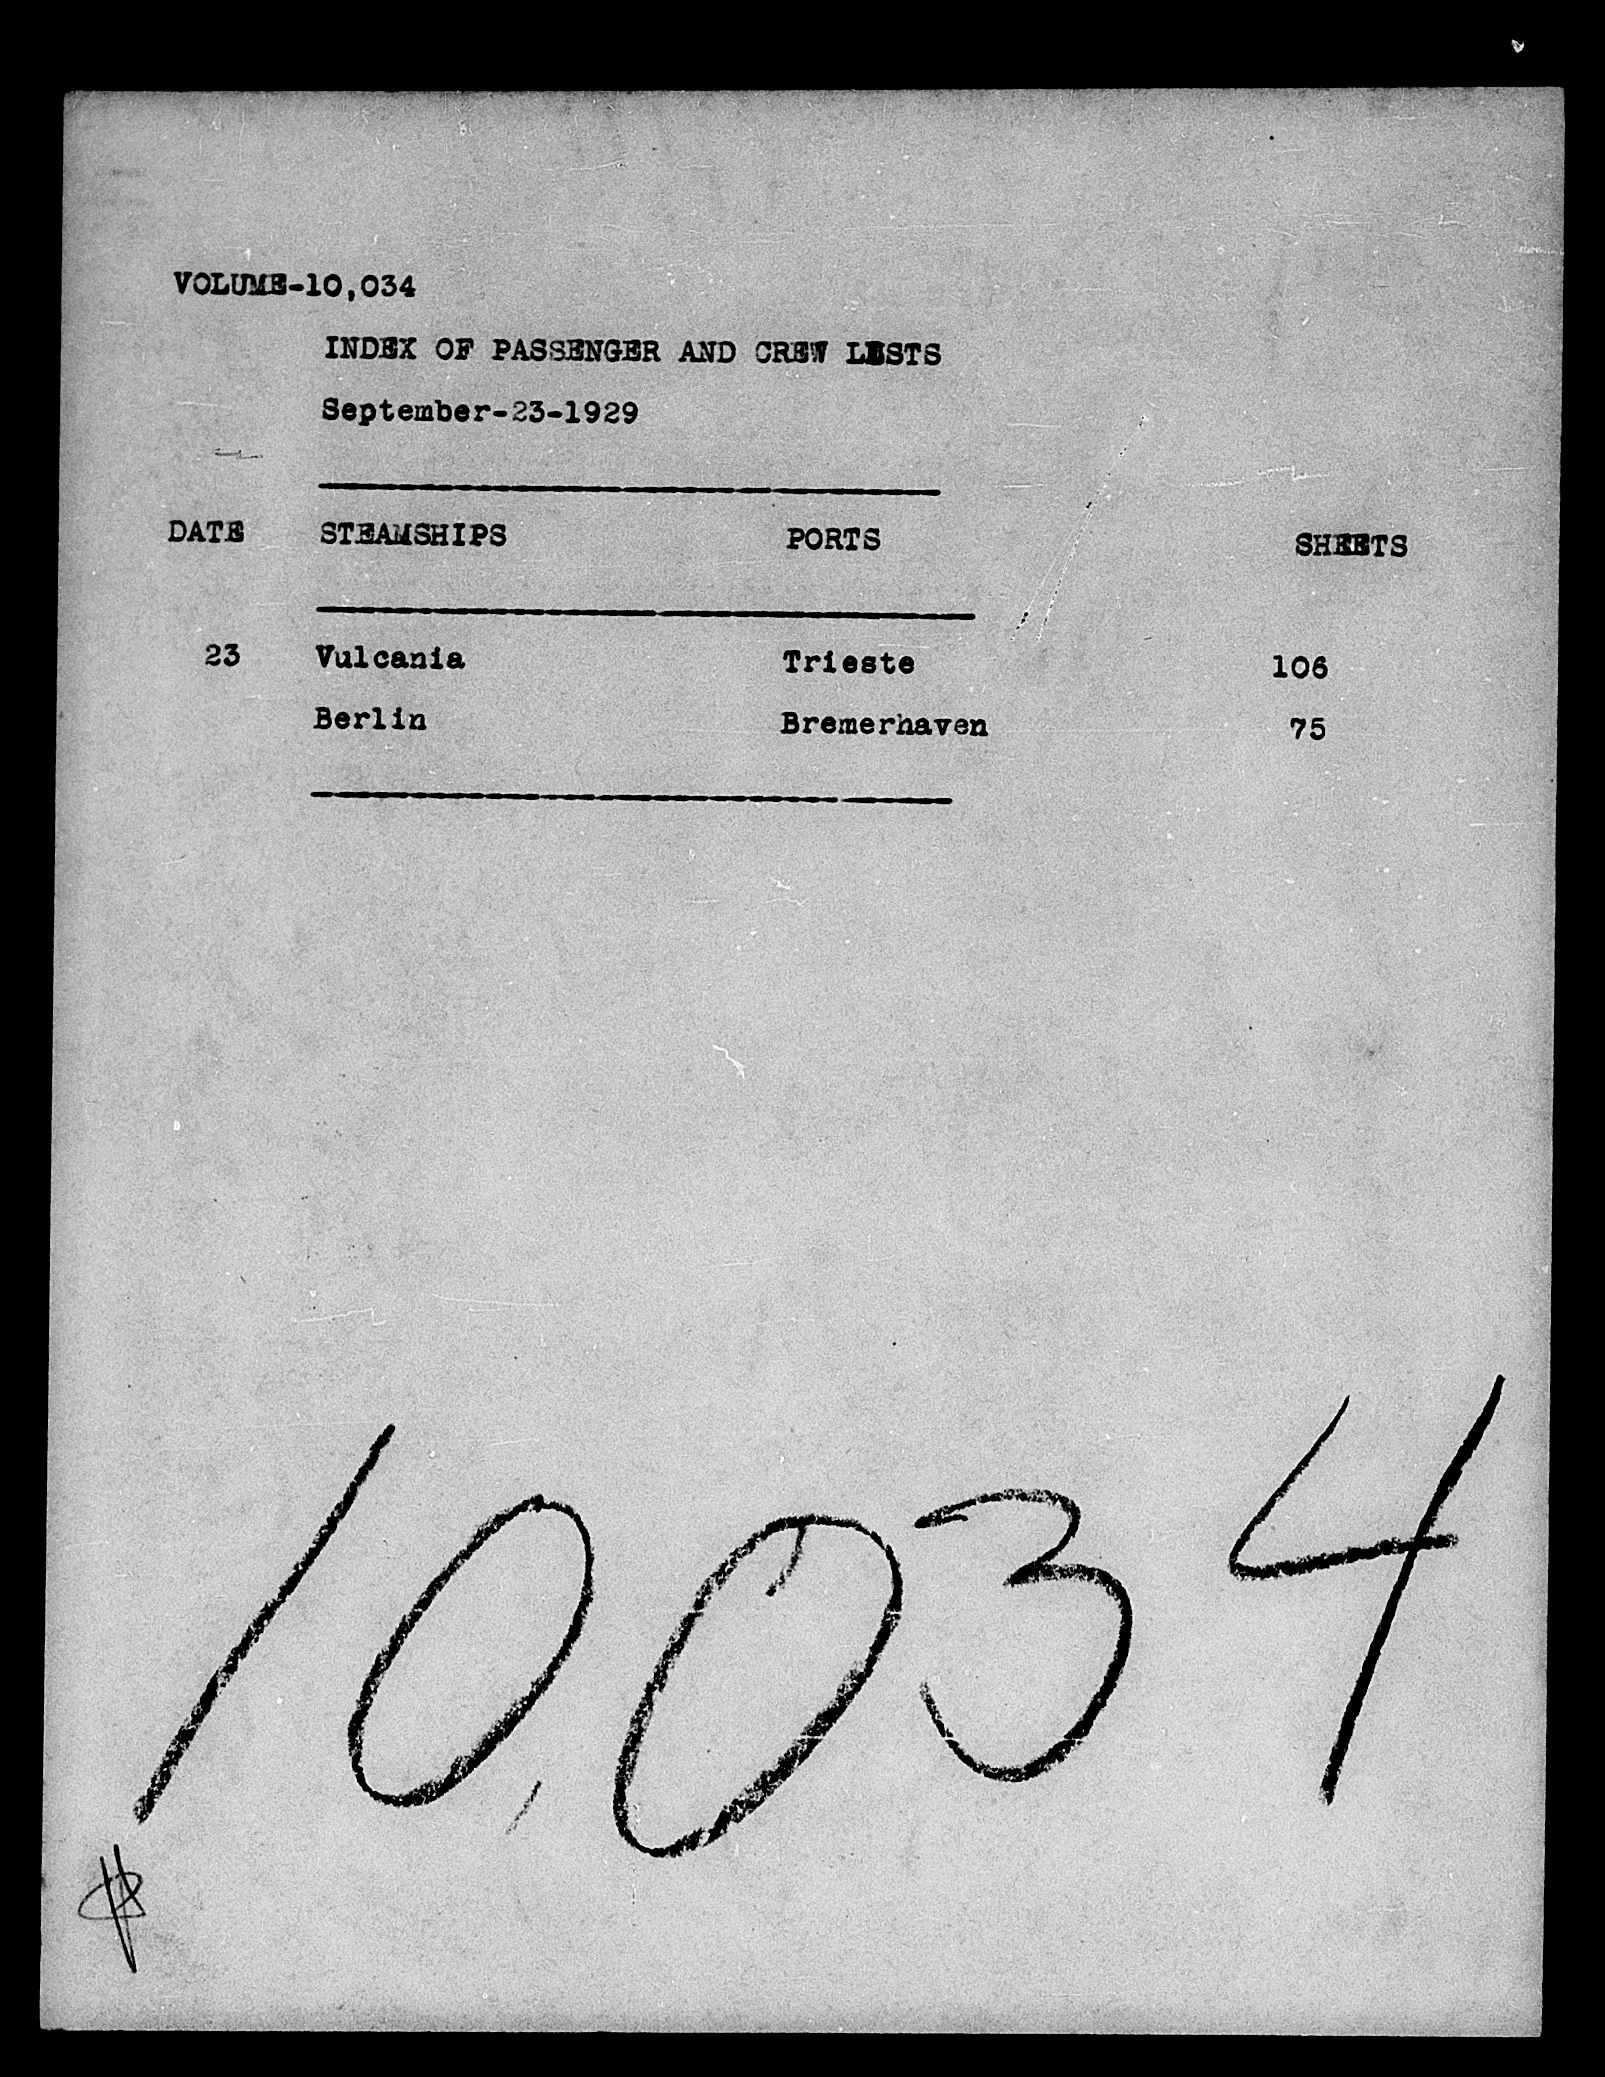 VOLUME-10,034
INDEX OF PASSENGER AND CREW LISTS
September-23-1929
DATE STEAMSHIPS PORTS SHEETS
23 Vulcania Trieste 106
Berlin Bremerhaven 75
10,034